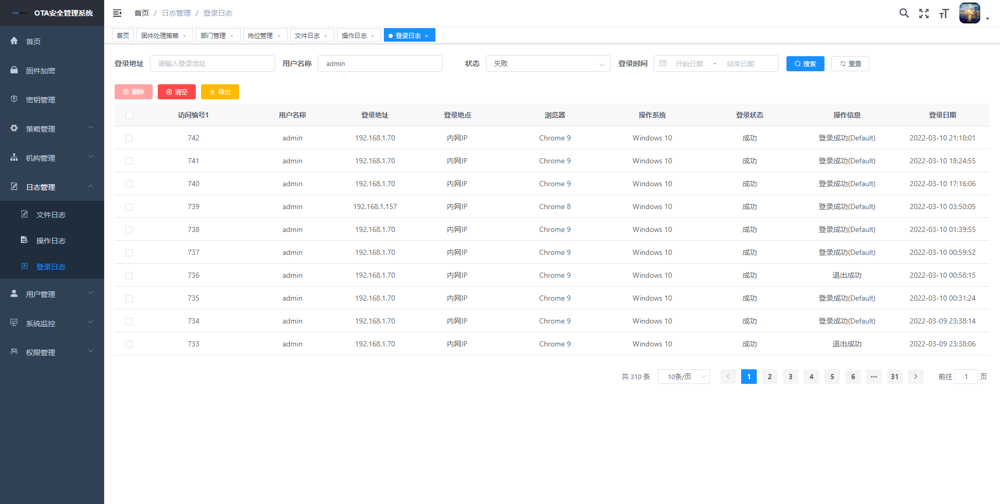 OTA安全管理系统
首页 / 日志管理 / 登录日志
首页
固件处理策略 ×
部门管理 ×
岗位管理 ×
文件日志 ×
操作日志 ×
登录日志 ×
首页
固件加密
密钥管理
策略管理
机构管理
日志管理
文件日志
操作日志
登录日志
用户管理
系统监控
权限管理
登录地址 请输入登录地址 用户名称 admin 状态 失败 登录时间 开始日期 - 结束日期 搜索 重置
删除 清空 导出
访问编号1 用户名称 登录地址 登录地点 浏览器 操作系统 登录状态 操作信息 登录日期
742 admin 192.168.1.70 内网IP Chrome 9 Windows 10 成功 登录成功(Default) 2022-03-10 21:18:01
741 admin 192.168.1.70 内网IP Chrome 9 Windows 10 成功 登录成功(Default) 2022-03-10 18:24:55
740 admin 192.168.1.70 内网IP Chrome 9 Windows 10 成功 登录成功(Default) 2022-03-10 17:16:06
739 admin 192.168.1.157 内网IP Chrome 8 Windows 10 成功 登录成功(Default) 2022-03-10 03:50:05
738 admin 192.168.1.70 内网IP Chrome 9 Windows 10 成功 登录成功(Default) 2022-03-10 01:39:55
737 admin 192.168.1.70 内网IP Chrome 9 Windows 10 成功 登录成功(Default) 2022-03-10 00:59:52
736 admin 192.168.1.70 内网IP Chrome 9 Windows 10 成功 退出成功 2022-03-10 00:58:15
735 admin 192.168.1.70 内网IP Chrome 9 Windows 10 成功 登录成功(Default) 2022-03-10 00:31:24
734 admin 192.168.1.70 内网IP Chrome 9 Windows 10 成功 登录成功(Default) 2022-03-09 23:38:14
733 admin 192.168.1.70 内网IP Chrome 9 Windows 10 成功 退出成功 2022-03-09 23:38:06
共 310 条 10条/页 < 1 2 3 4 5 6 ··· 31 > 前往 1 页